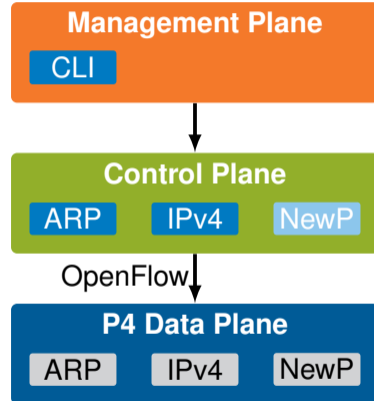 Management Plane
CLI
Control Plane
ARP IPv4 NewP
OpenFlow
P4 Data Plane
ARP IPv4 NewP